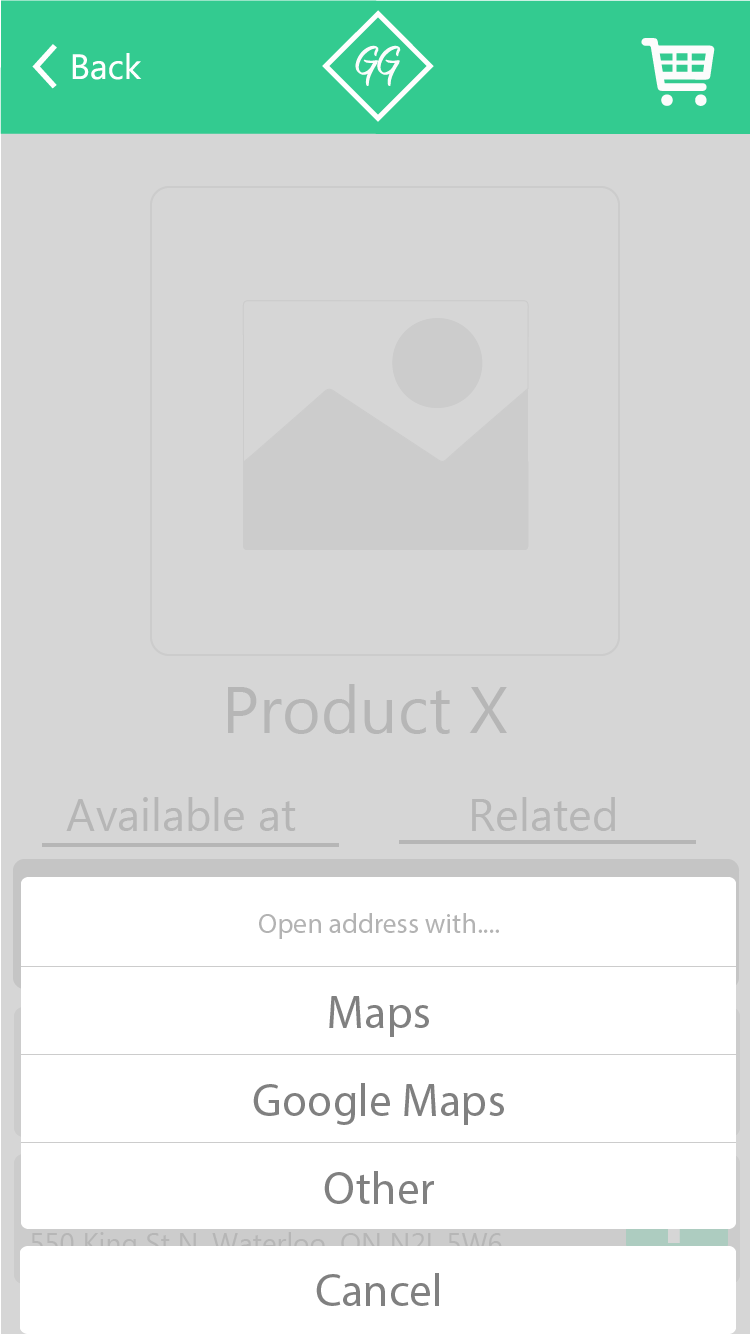 Back
GG
Product X
Available at
Related
Open address with....
Maps
Google Maps
Other
550 King St N, Waterloo, ON N2L 5W6
Cancel